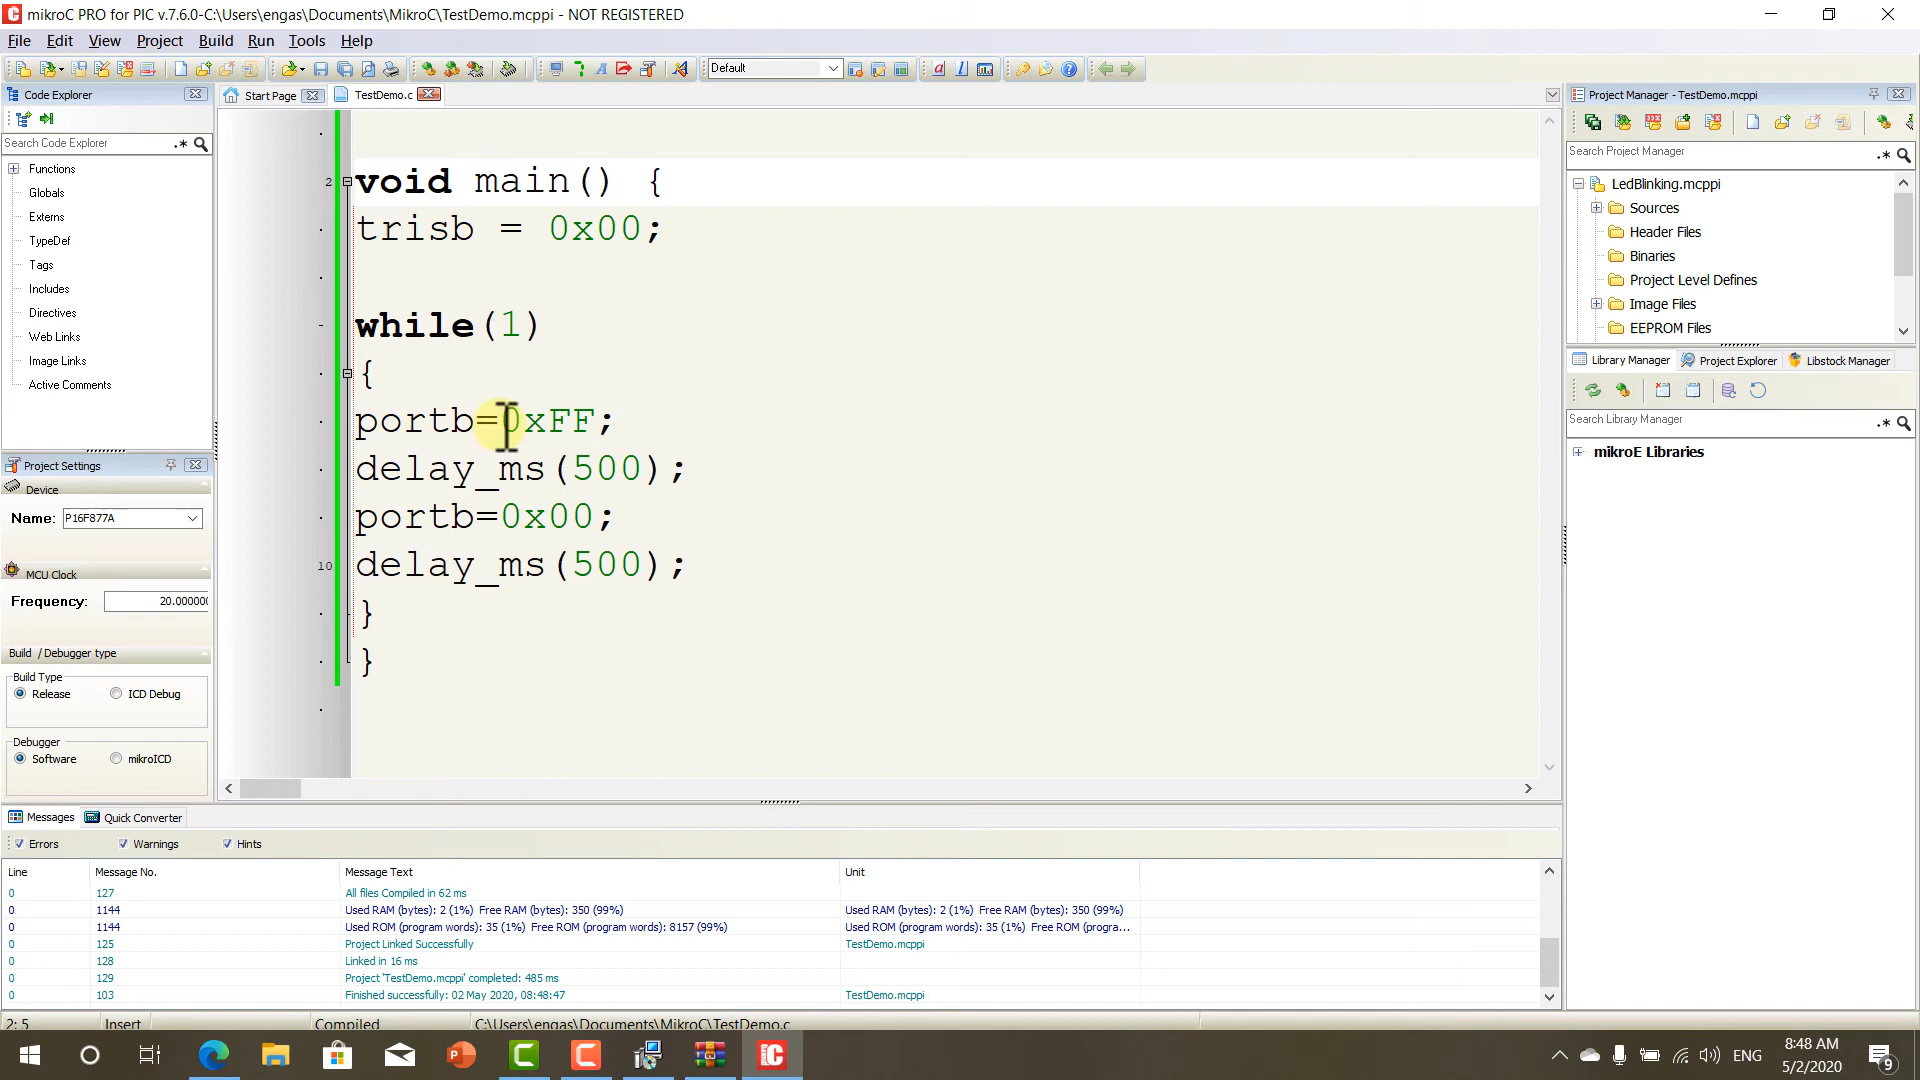 mikroC PRO for PIC v.7.6.0-C:\Users\engas\Documents\MikroC\TestDemo.mcppi - NOT REGISTERED
File Edit View Project Build Run Tools Help
Default
Code Explorer
Start Page
TestDemo.c
Project Manager - TestDemo.mcppi
Search Code Explorer
Search Project Manager
Functions
Globals
Externs
TypeDef
Tags
Includes
Directives
Web Links
Image Links
Active Comments
2
void main() {
trisb = 0x00;
while(1)
{
portb=0xFF;
delay_ms(500);
portb=0x00;
10
delay_ms(500);
}
}
LedBlinking.mcppi
Sources
Header Files
Binaries
Project Level Defines
Image Files
EEPROM Files
Library Manager Project Explorer Libstock Manager
Search Library Manager
mikroE Libraries
Project Settings
Device
Name: P16F877A
MCU Clock
Frequency: 20.00000
Build / Debugger type
Build Type
Release ICD Debug
Debugger
Software mikroICD
Messages Quick Converter
Errors Warnings Hints
Line Message No. Message Text Unit
0 127 All files Compiled in 62 ms
0 1144 Used RAM (bytes): 2 (1%) Free RAM (bytes): 350 (99%) Used RAM (bytes): 2 (1%) Free RAM (bytes): 350 (99%)
0 1144 Used ROM (program words): 35 (1%) Free ROM (program words): 8157 (99%) Used ROM (program words): 35 (1%) Free ROM (progra...
0 125 Project Linked Successfully TestDemo.mcppi
0 128 Linked in 16 ms
0 129 Project 'TestDemo.mcppi' completed: 485 ms
0 103 Finished successfully: 02 May 2020, 08:48:47 TestDemo.mcppi
2: 5 Insert Compiled C:\Users\engas\Documents\MikroC\TestDemo.c
ENG
8:48 AM
5/2/2020
9